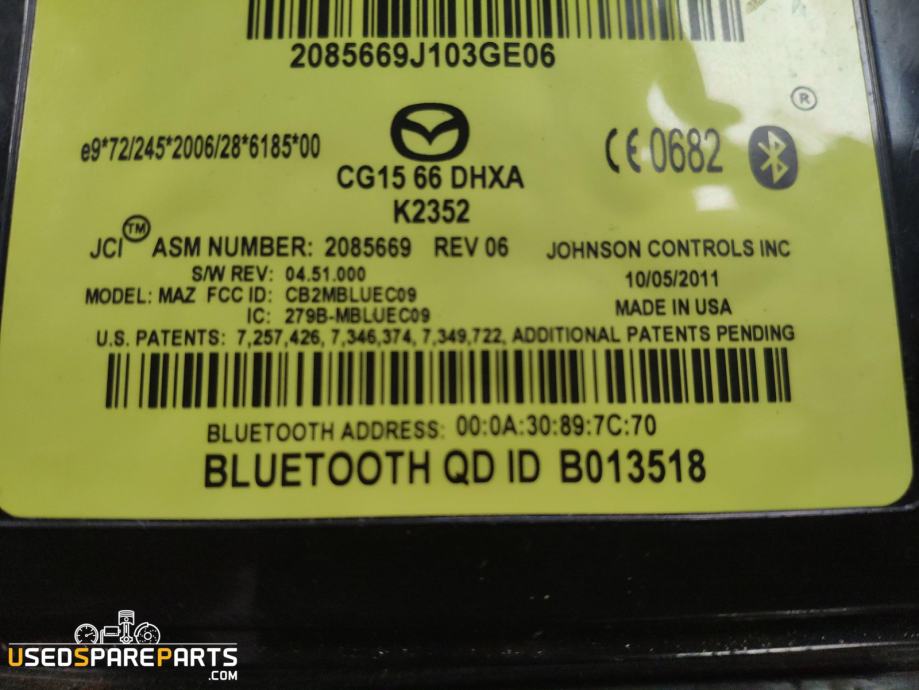 2085669J103GE06
®
e9*72/245*2006/28*6185*00
CE 0682
CG15 66 DHXA
K2352
JCI™ ASM NUMBER: 2085669 REV 06 JOHNSON CONTROLS INC
S/W REV: 04.51.000 10/05/2011
MODEL: MAZ FCC ID: CB2MBLUEC09
IC: 279B-MBLUEC09 MADE IN USA
U.S. PATENTS: 7,257,426, 7,346,374, 7,349,722, ADDITIONAL PATENTS PENDING
BLUETOOTH ADDRESS: 00:0A:30:89:7C:70
BLUETOOTH QD ID B013518
USEDSPAREPARTS
.COM